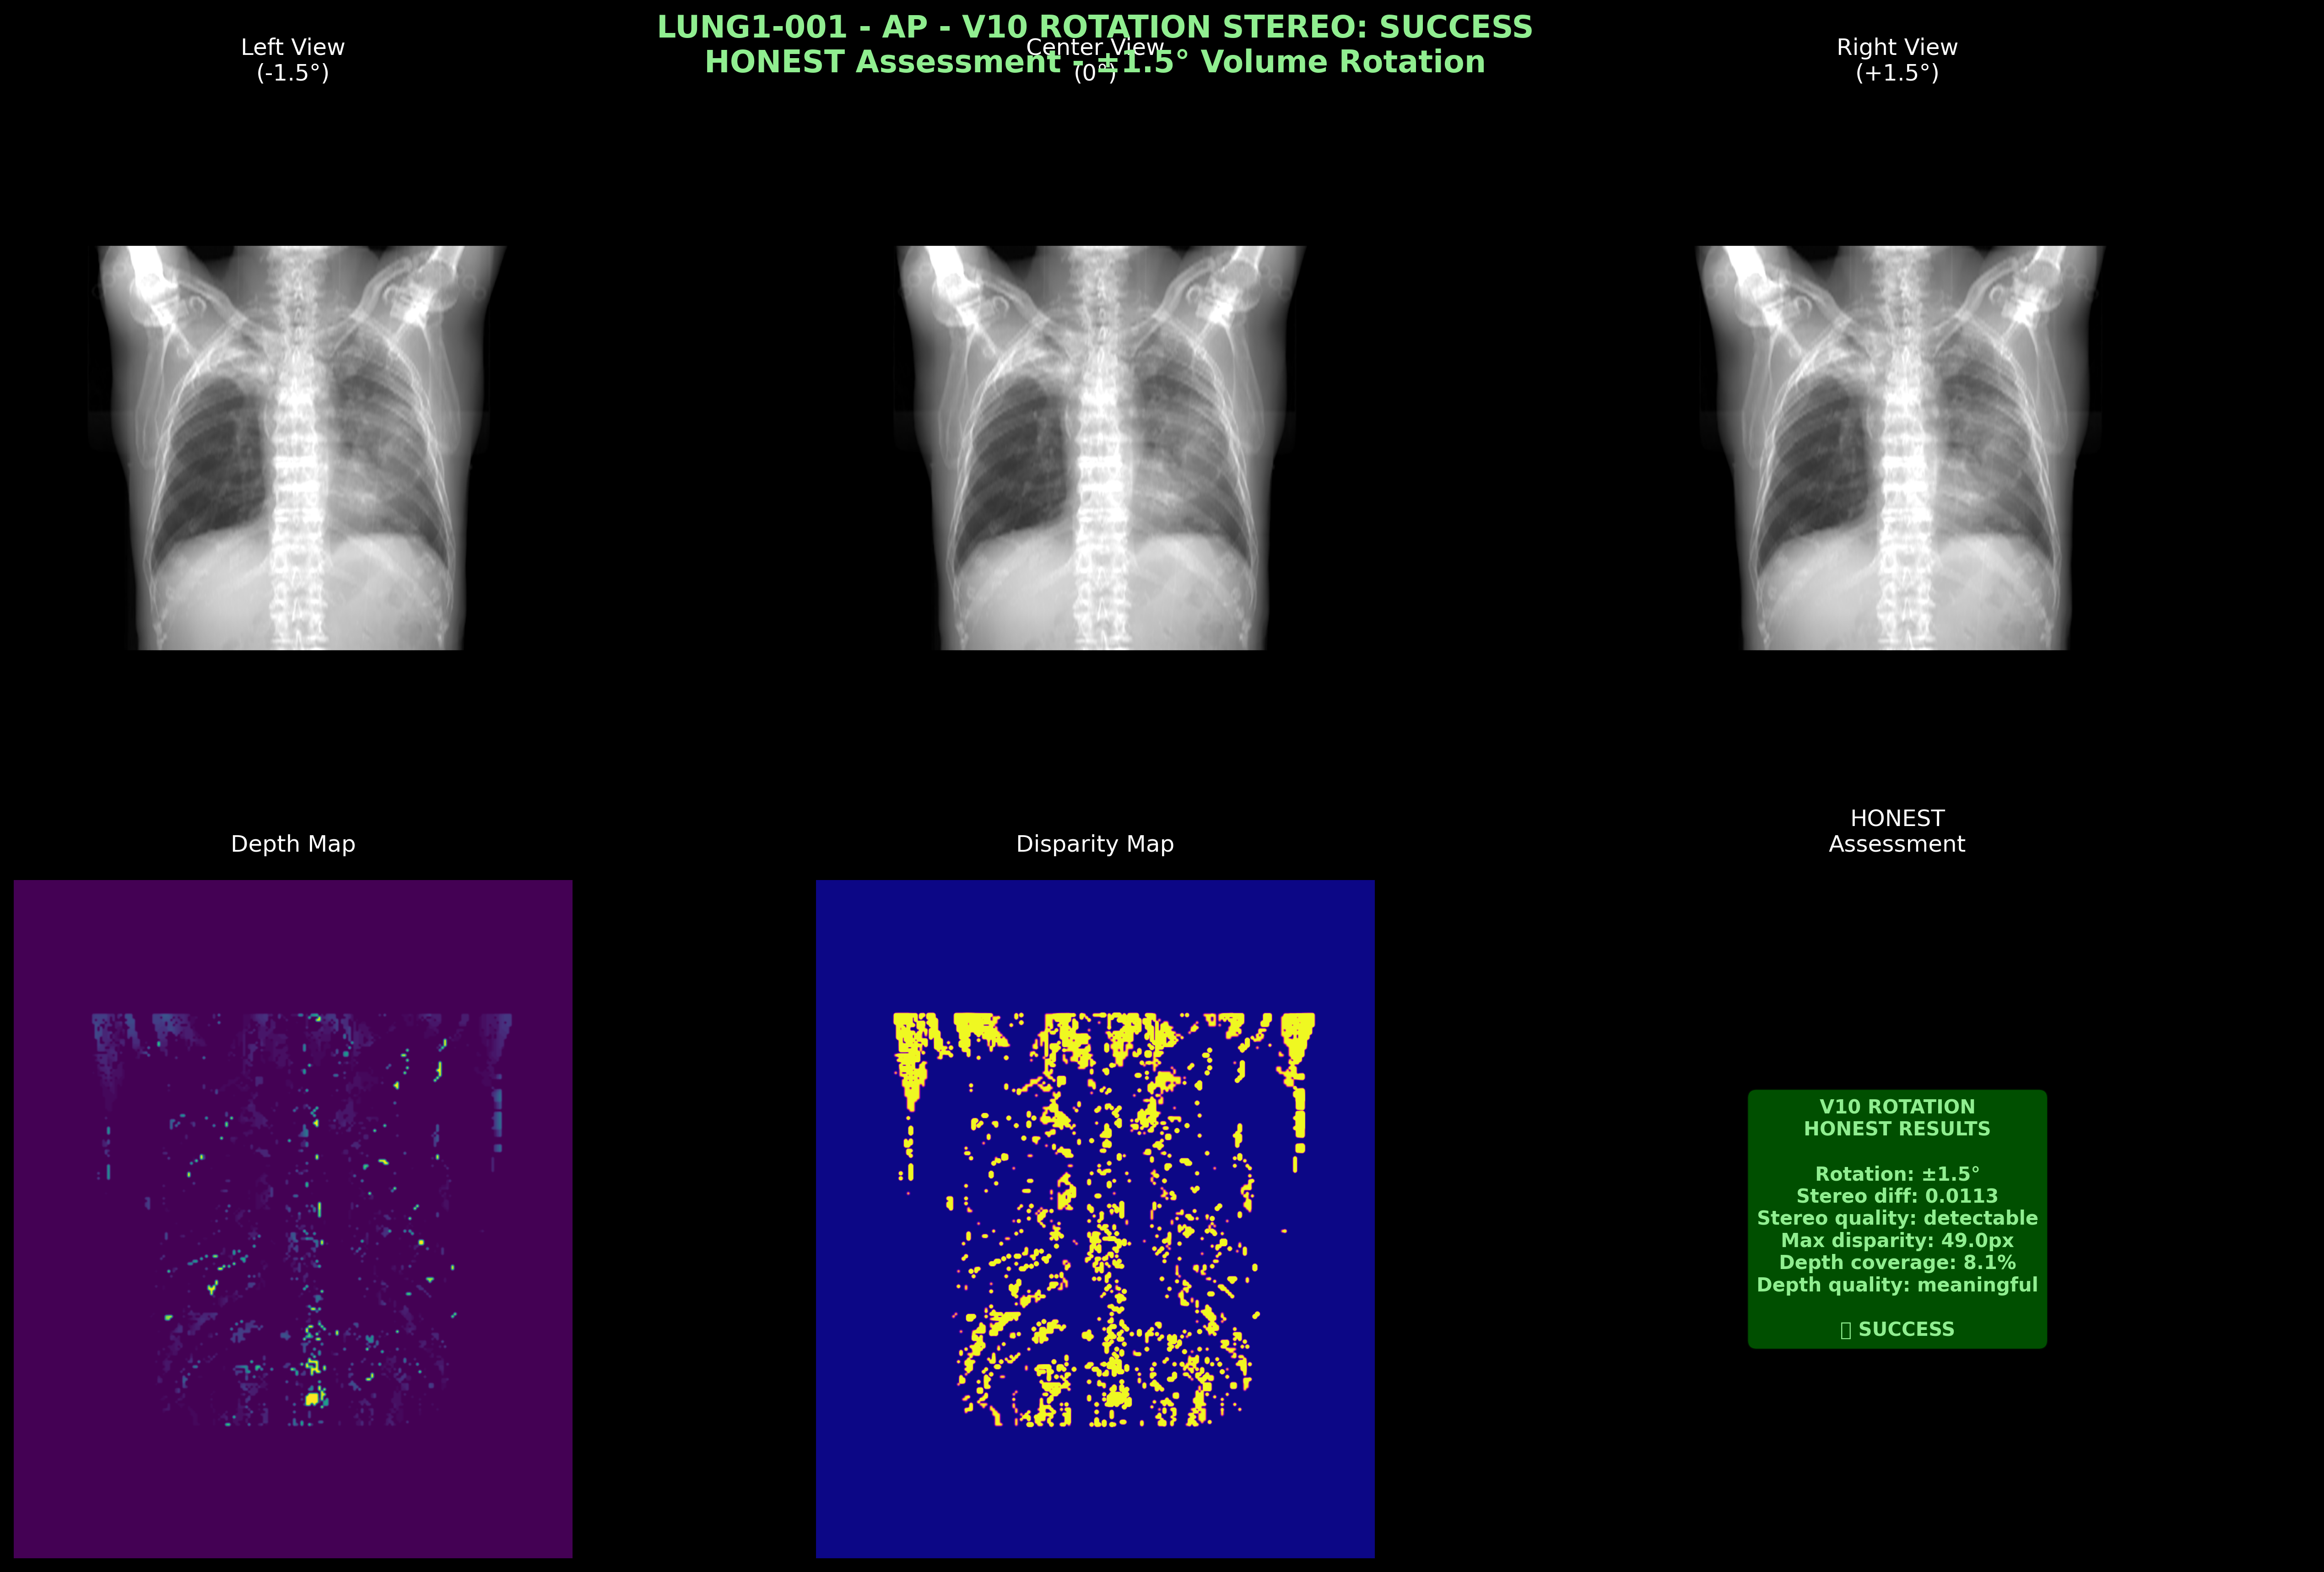 LUNG1-001 - AP - V10 ROTATION STEREO: SUCCESS
HONEST Assessment - ±1.5° Volume Rotation
Left View
(-1.5°)
Center View
(0°)
Right View
(+1.5°)
Depth Map
Disparity Map
HONEST
Assessment
V10 ROTATION
HONEST RESULTS
Rotation: ±1.5°
Stereo diff: 0.0113
Stereo quality: detectable
Max disparity: 49.0px
Depth coverage: 8.1%
Depth quality: meaningful
SUCCESS